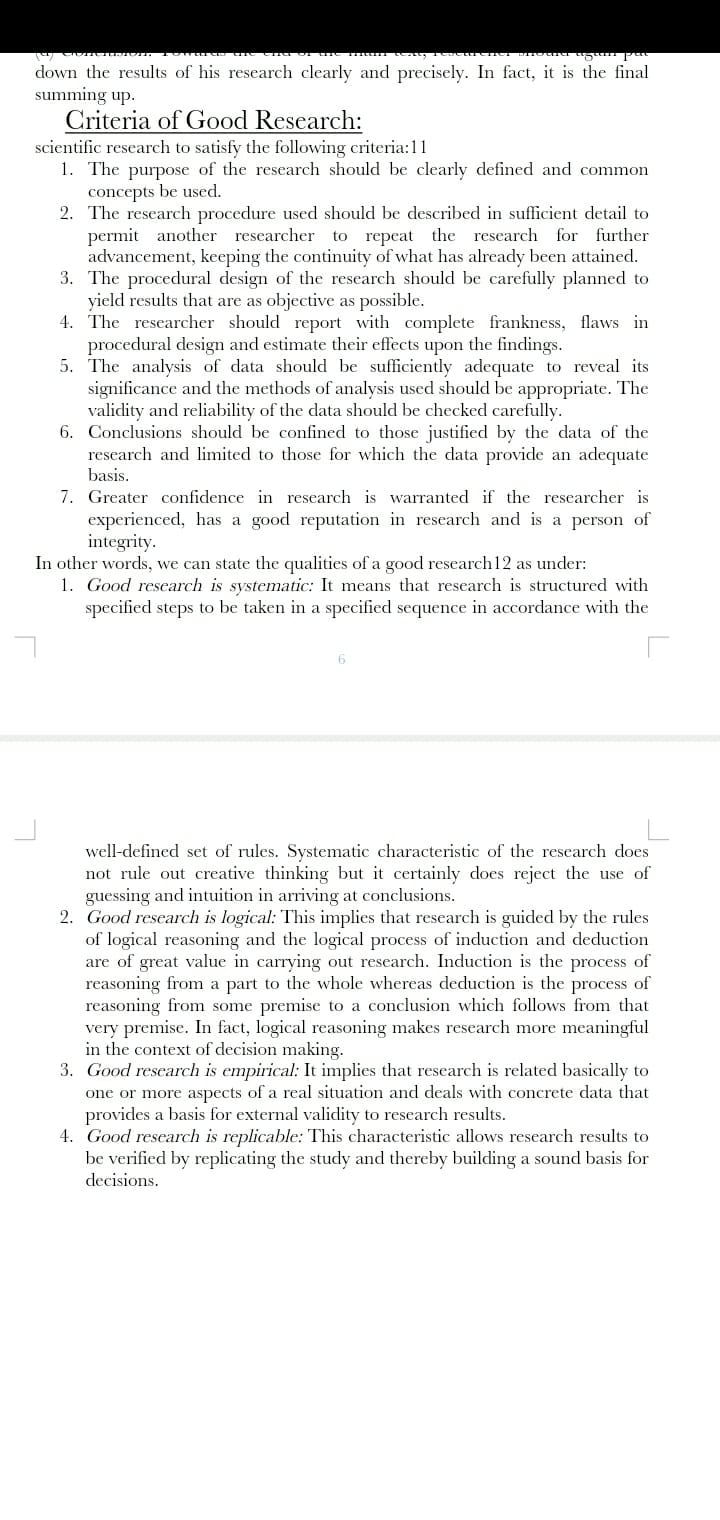 down the results of his research clearly and precisely. In fact, it is the final
summing up.
Criteria of Good Research:
scientific research to satisfy the following criteria:11
1. The purpose of the research should be clearly defined and common
concepts be used.
2. The research procedure used should be described in sufficient detail to
permit another researcher to repeat the research for further
advancement, keeping the continuity of what has already been attained.
3. The procedural design of the research should be carefully planned to
yield results that are as objective as possible.
4. The researcher should report with complete frankness, flaws in
procedural design and estimate their effects upon the findings.
5. The analysis of data should be sufficiently adequate to reveal its
significance and the methods of analysis used should be appropriate. The
validity and reliability of the data should be checked carefully.
6. Conclusions should be confined to those justified by the data of the
research and limited to those for which the data provide an adequate
basis.
7. Greater confidence in research is warranted if the researcher is
experienced, has a good reputation in research and is a person of
integrity.
In other words, we can state the qualities of a good research12 as under:
1. Good research is systematic: It means that research is structured with
specified steps to be taken in a specified sequence in accordance with the
6
well-defined set of rules. Systematic characteristic of the research does
not rule out creative thinking but it certainly does reject the use of
guessing and intuition in arriving at conclusions.
2. Good research is logical: This implies that research is guided by the rules
of logical reasoning and the logical process of induction and deduction
are of great value in carrying out research. Induction is the process of
reasoning from a part to the whole whereas deduction is the process of
reasoning from some premise to a conclusion which follows from that
very premise. In fact, logical reasoning makes research more meaningful
in the context of decision making.
3. Good research is empirical: It implies that research is related basically to
one or more aspects of a real situation and deals with concrete data that
provides a basis for external validity to research results.
4. Good research is replicable: This characteristic allows research results to
be verified by replicating the study and thereby building a sound basis for
decisions.